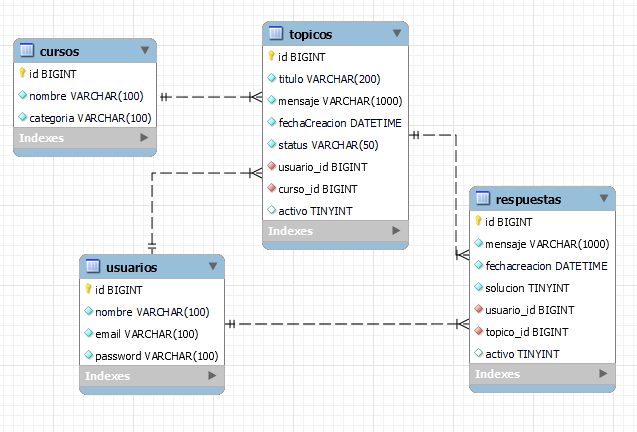 cursos
id BIGINT
nombre VARCHAR(100)
categoria VARCHAR(100)
Indexes
topicos
id BIGINT
titulo VARCHAR(200)
mensaje VARCHAR(1000)
fechaCreacion DATETIME
status VARCHAR(50)
usuario_id BIGINT
curso_id BIGINT
activo TINYINT
Indexes
usuarios
id BIGINT
nombre VARCHAR(100)
email VARCHAR(100)
password VARCHAR(100)
Indexes
respuestas
id BIGINT
mensaje VARCHAR(1000)
fechacreacion DATETIME
solucion TINYINT
usuario_id BIGINT
topico_id BIGINT
activo TINYINT
Indexes